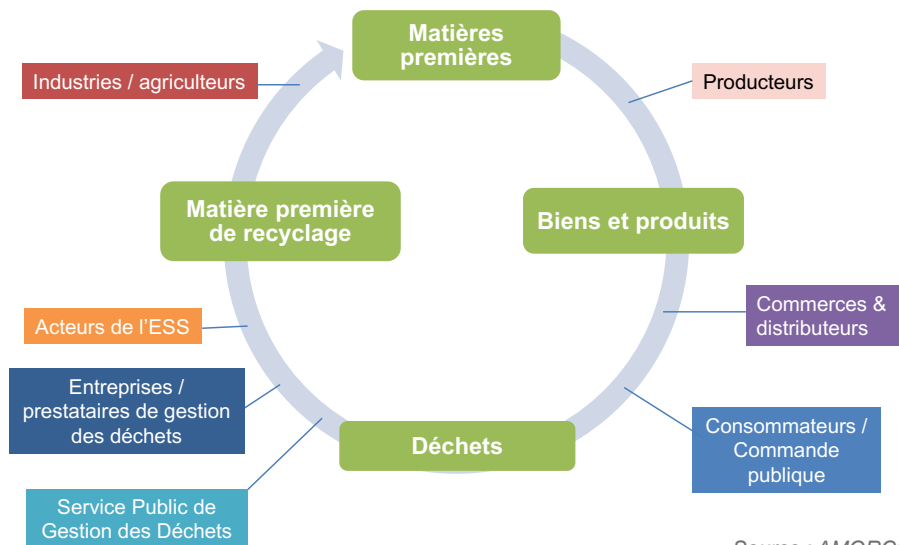 Matières
premières
Industries / agriculteurs
Producteurs
Matière première
de recyclage
Biens et produits
Acteurs de l’ESS
Commerces &
distributeurs
Entreprises /
prestataires de gestion
des déchets
Déchets
Consommateurs /
Commande
publique
Service Public de
Gestion des Déchets